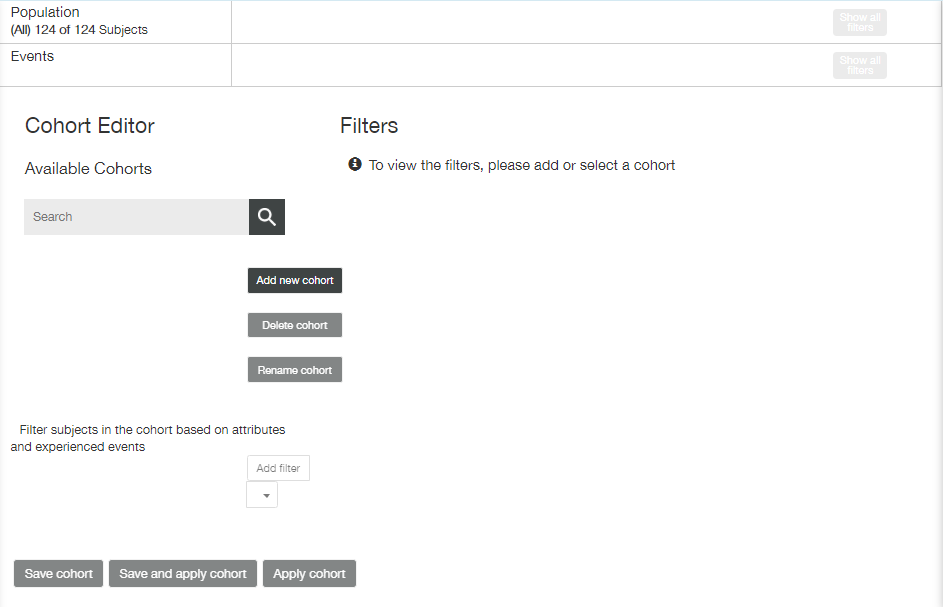 Population
(All) 124 of 124 Subjects
Show all
filters
Events
Show all
filters
Cohort Editor
Filters
Available Cohorts
To view the filters, please add or select a cohort
Search
Add new cohort
Delete cohort
Rename cohort
Filter subjects in the cohort based on attributes
and experienced events
Add filter
Save cohort
Save and apply cohort
Apply cohort